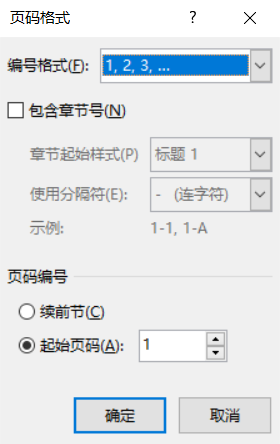 页码格式
?
编号格式(F): 1, 2, 3, ...
包含章节号(N)
章节起始样式(P) 标题 1
使用分隔符(E): - (连字符)
示例: 1-1, 1-A
页码编号
续前节(C)
起始页码(A): 1
确定 取消